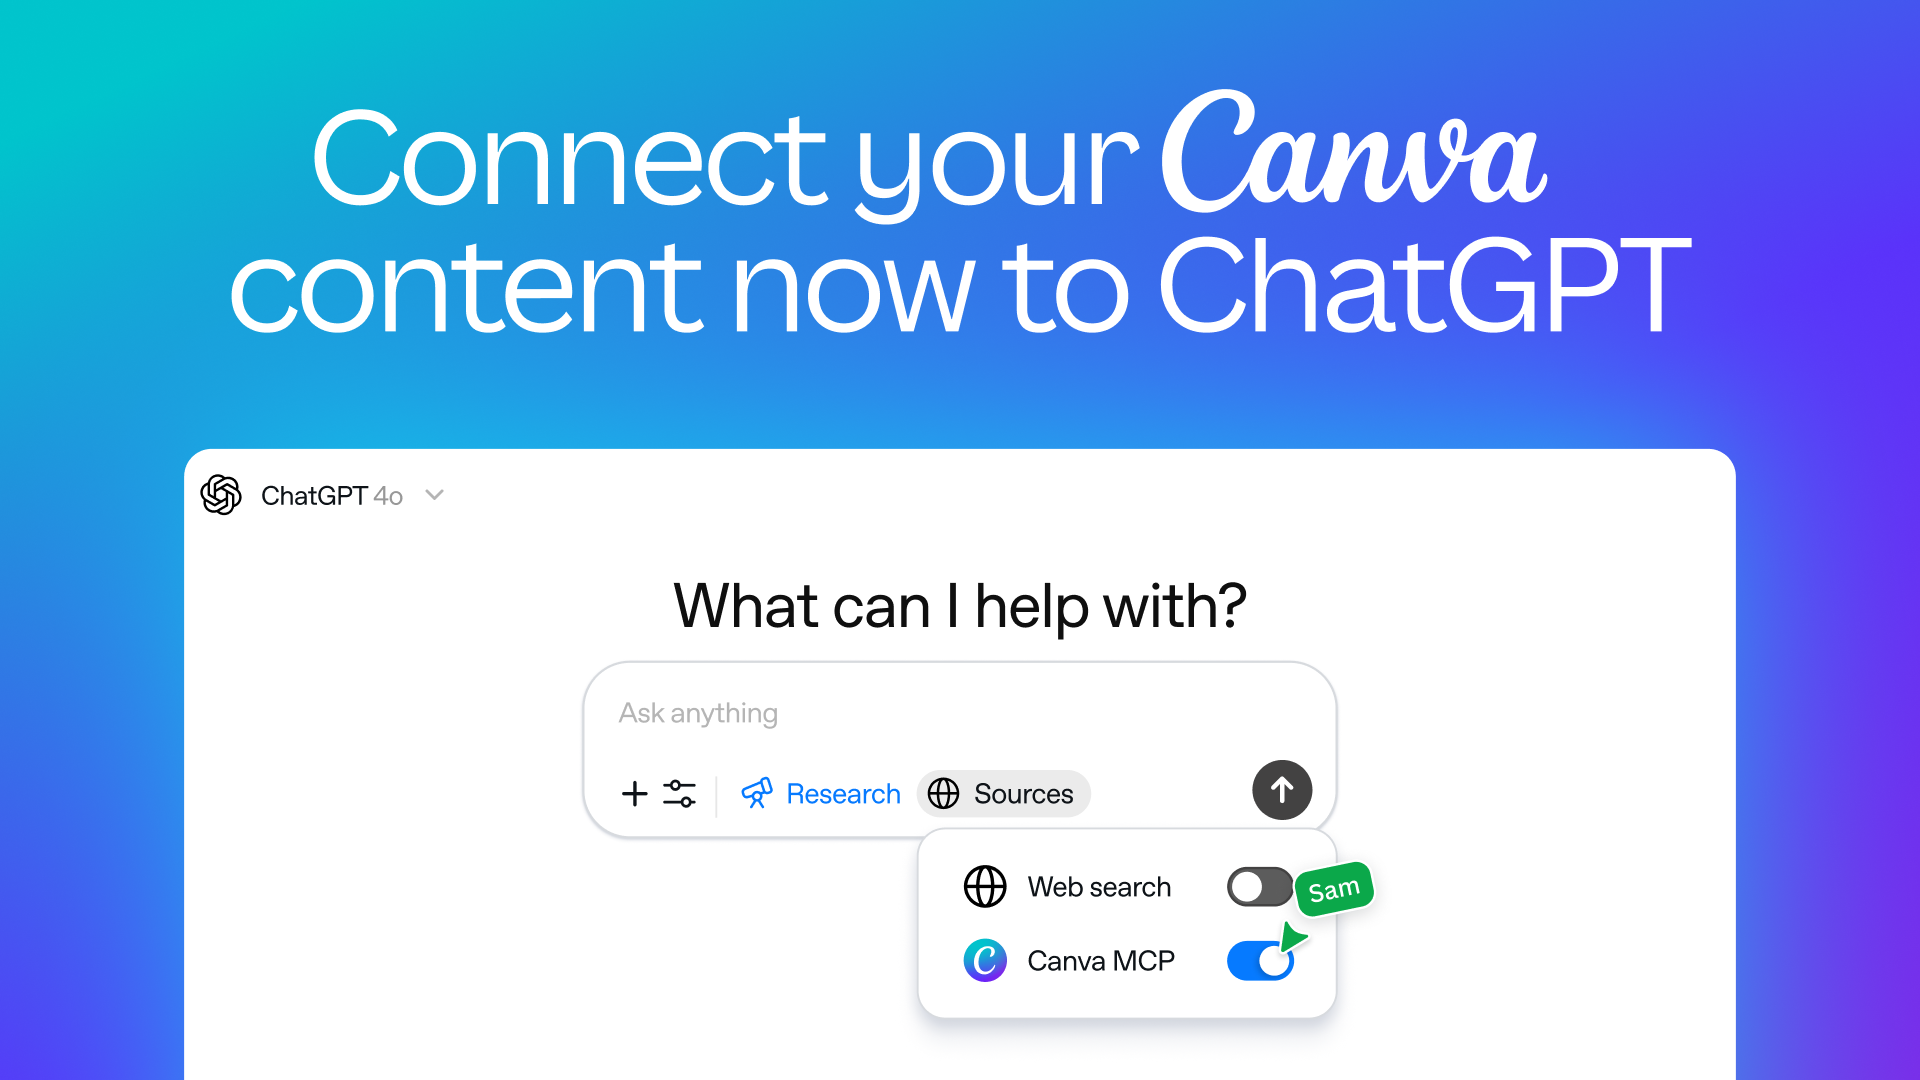 Connect your Canva
content now to ChatGPT
ChatGPT 4o
What can I help with?
Ask anything
Research Sources
Web search
Sam
Canva MCP